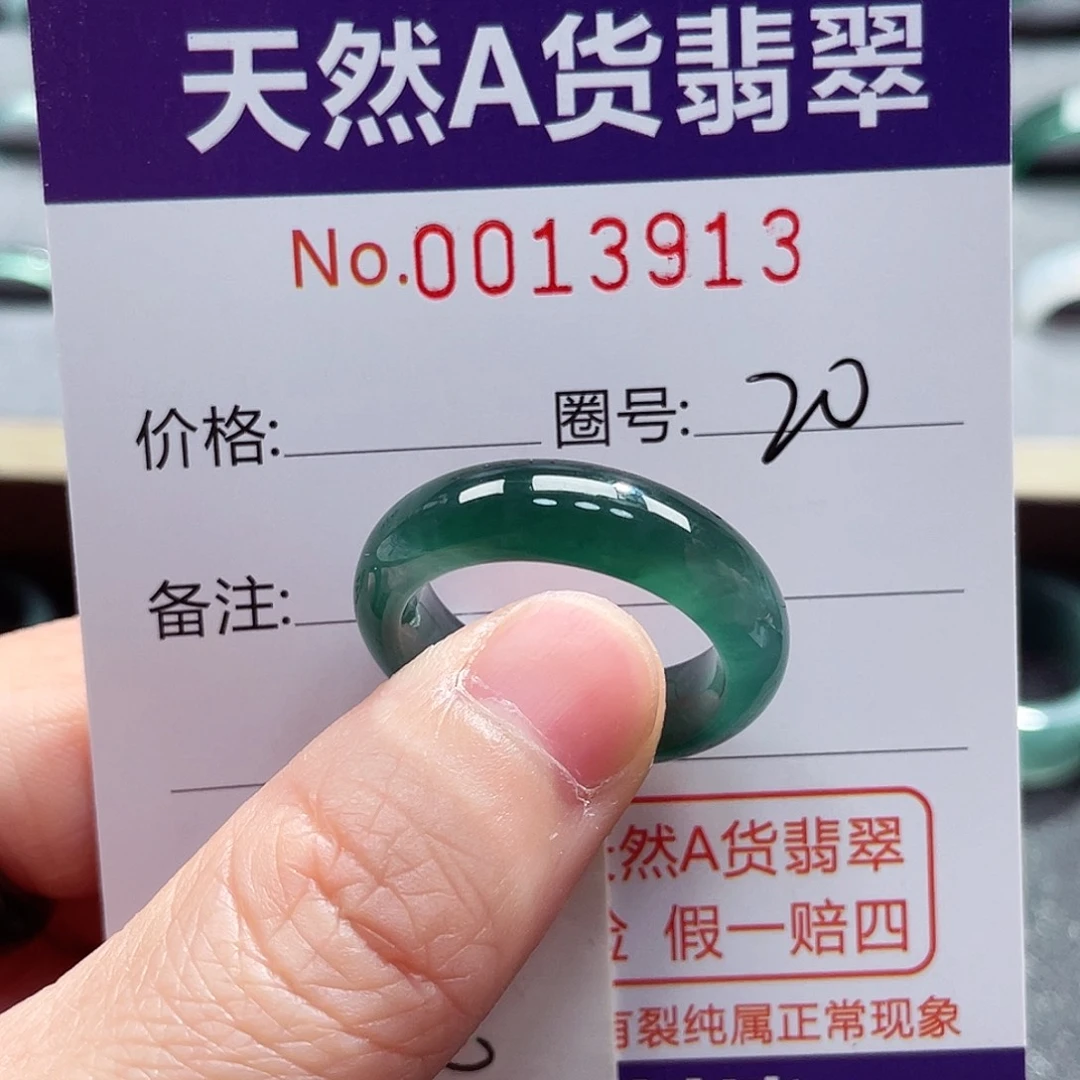 天然A货翡翠
No.0013913
价格: 圈号: 20
备注:
然A货翡翠
假一赔四
有裂纯属正常现象